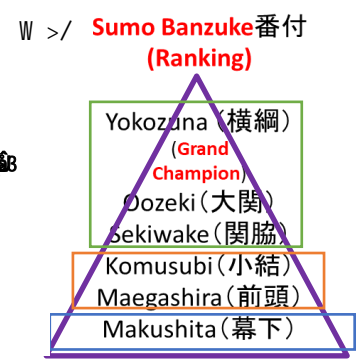 W >/ Sumo Banzuke番付
(Ranking)
Yokozuna（横綱）
(Grand
Champion)
Oozeki（大関）
Sekiwake（関脇）
Komusubi（小結）
Maegashira（前頭）
Makushita（幕下）